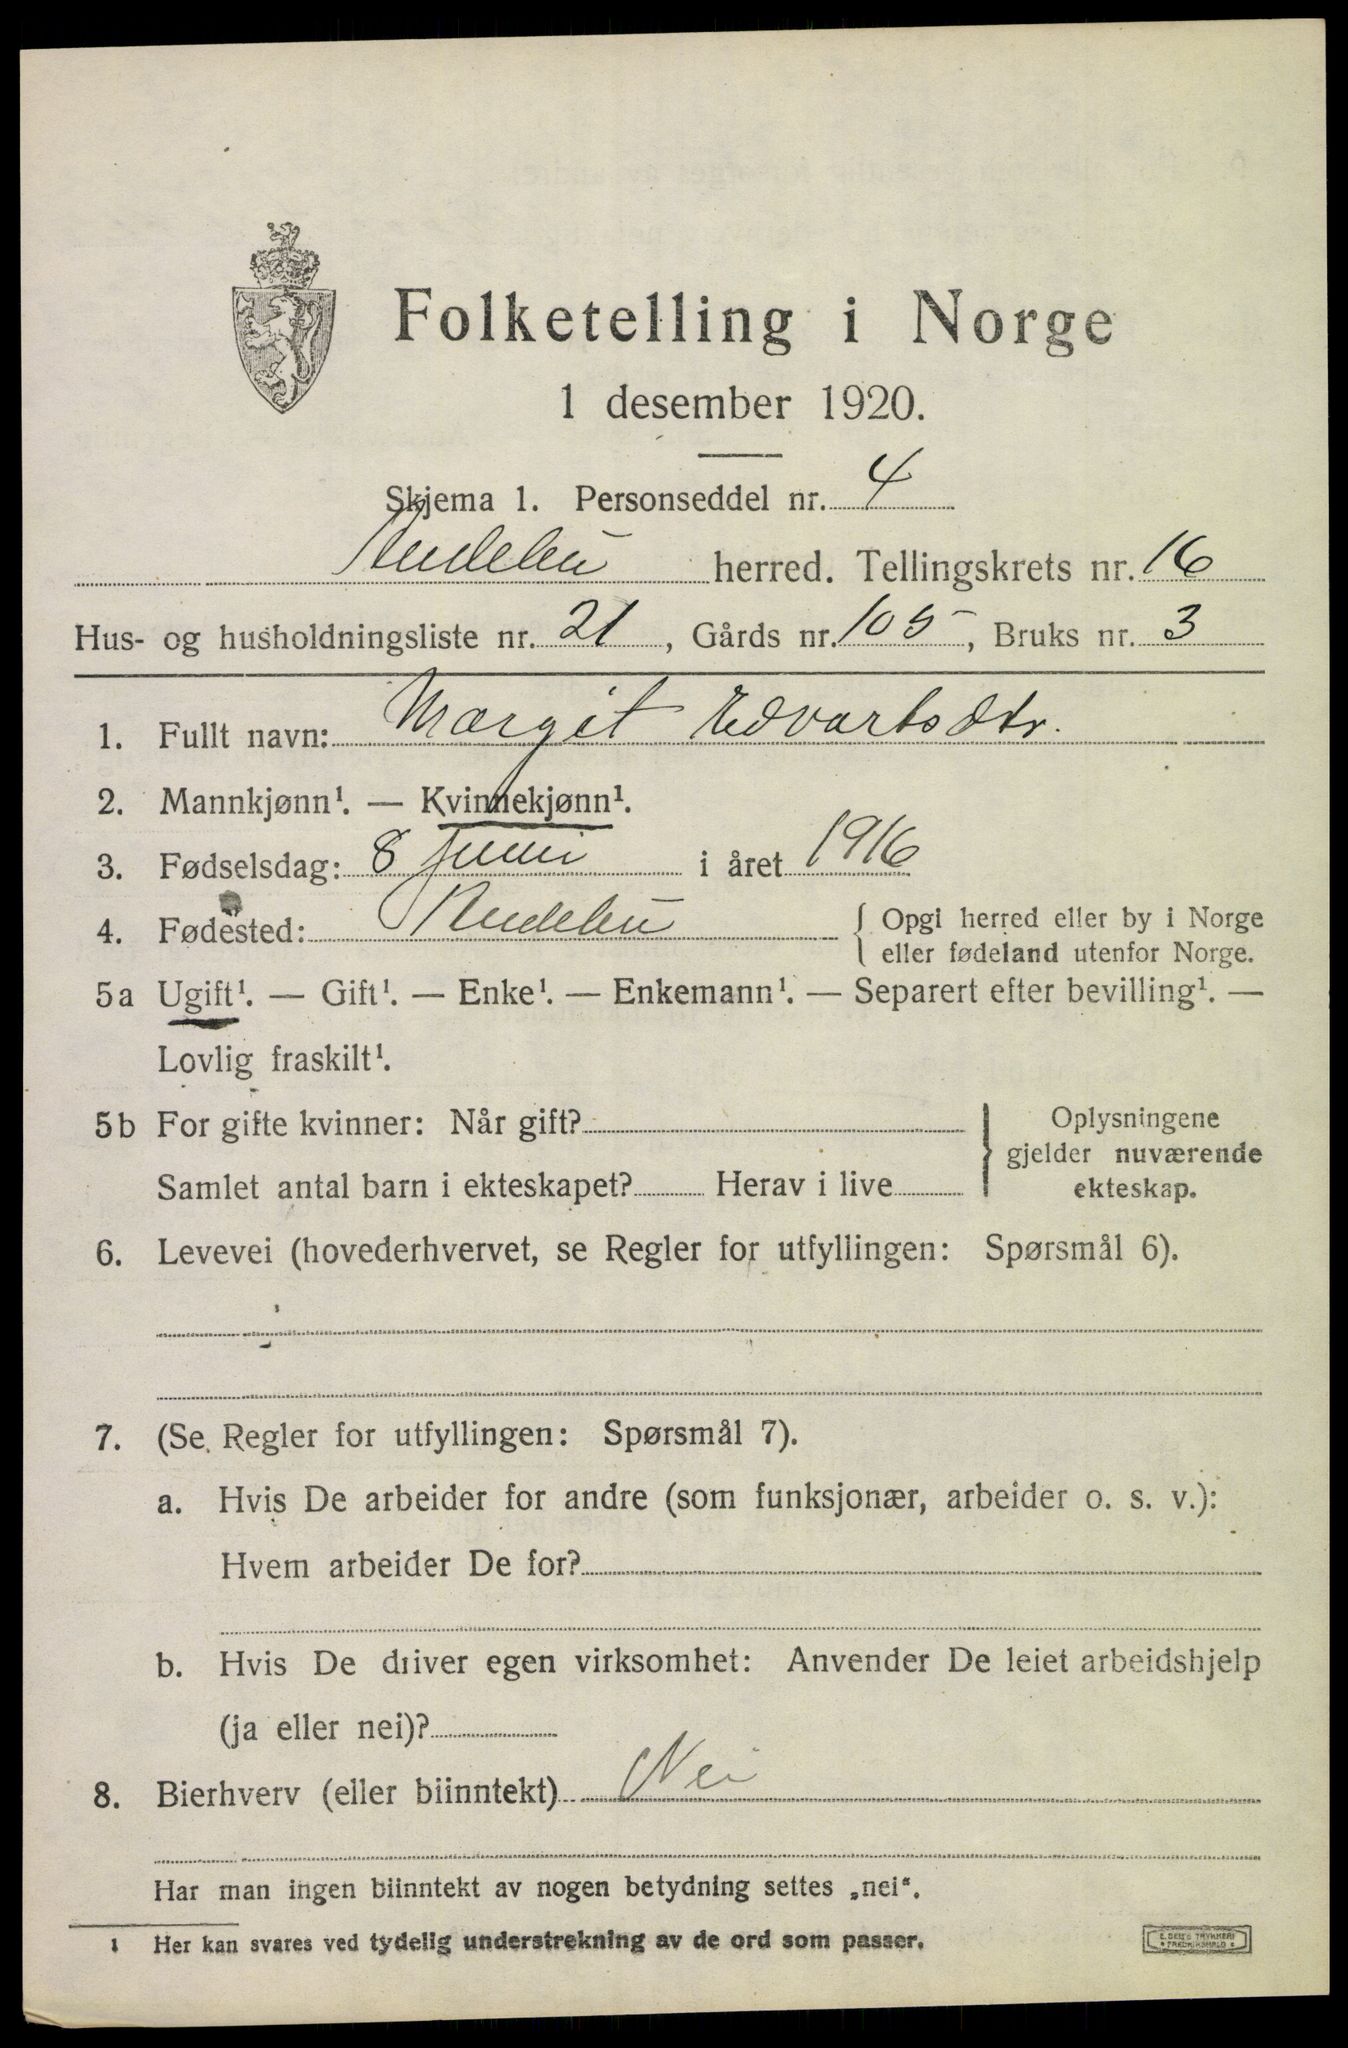 Folketelling i Norge
1 desember 1920.
Skjema 1. Personseddel nr. 4
Andebu herred. Tellingskrets nr. 16
Hus- og husholdningsliste nr. 21, Gårds nr. 105, Bruks nr. 3
1. Fullt navn: Margit Edvartsdtr.
2. Mannkjønn¹. — Kvinnekjønn¹.
3. Fødselsdag: 8 juni i året 1916
4. Fødested: Andebu { Opgi herred eller by i Norge
eller fødeland utenfor Norge.
5a Ugift¹. — Gift¹. — Enke¹. — Enkemann¹. — Separert efter bevilling¹. —
Lovlig fraskilt¹.
5b For gifte kvinner: Når gift? } Oplysningene
gjelder nuværende
Samlet antal barn i ekteskapet? Herav i live ekteskap.
6. Levevei (hovederhvervet, se Regler for utfyllingen: Spørsmål 6).
7. (Se Regler for utfyllingen: Spørsmål 7).
a. Hvis De arbeider for andre (som funksjonær, arbeider o. s. v.):
Hvem arbeider De for?
b. Hvis De driver egen virksomhet: Anvender De leiet arbeidshjelp
(ja eller nei)?
8. Bierhverv (eller biinntekt) Nei
Har man ingen biinntekt av nogen betydning settes „nei“.
1 Her kan svares ved tydelig understrekning av de ord som passer.
E. SEM'S TRYKKERI
FREDRIKSHALD